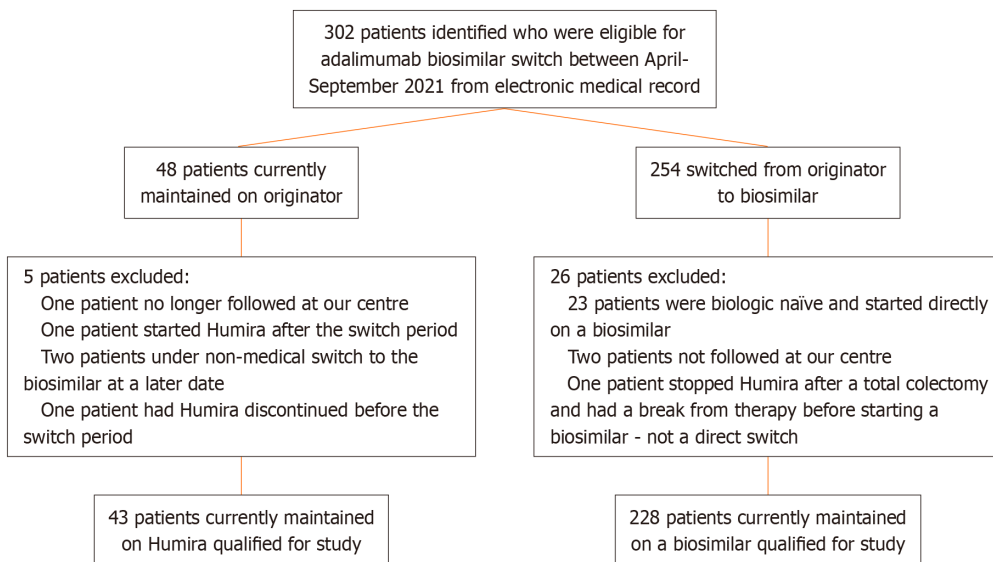 302 patients identified who were eligible for
adalimumab biosimilar switch between April-
September 2021 from electronic medical record
48 patients currently
maintained on originator
254 switched from originator
to biosimilar
5 patients excluded:
One patient no longer followed at our centre
One patient started Humira after the switch period
Two patients under non-medical switch to the
biosimilar at a later date
One patient had Humira discontinued before the
switch period
26 patients excluded:
23 patients were biologic naïve and started directly
on a biosimilar
Two patients not followed at our centre
One patient stopped Humira after a total colectomy
and had a break from therapy before starting a
biosimilar - not a direct switch
43 patients currently maintained
on Humira qualified for study
228 patients currently maintained
on a biosimilar qualified for study